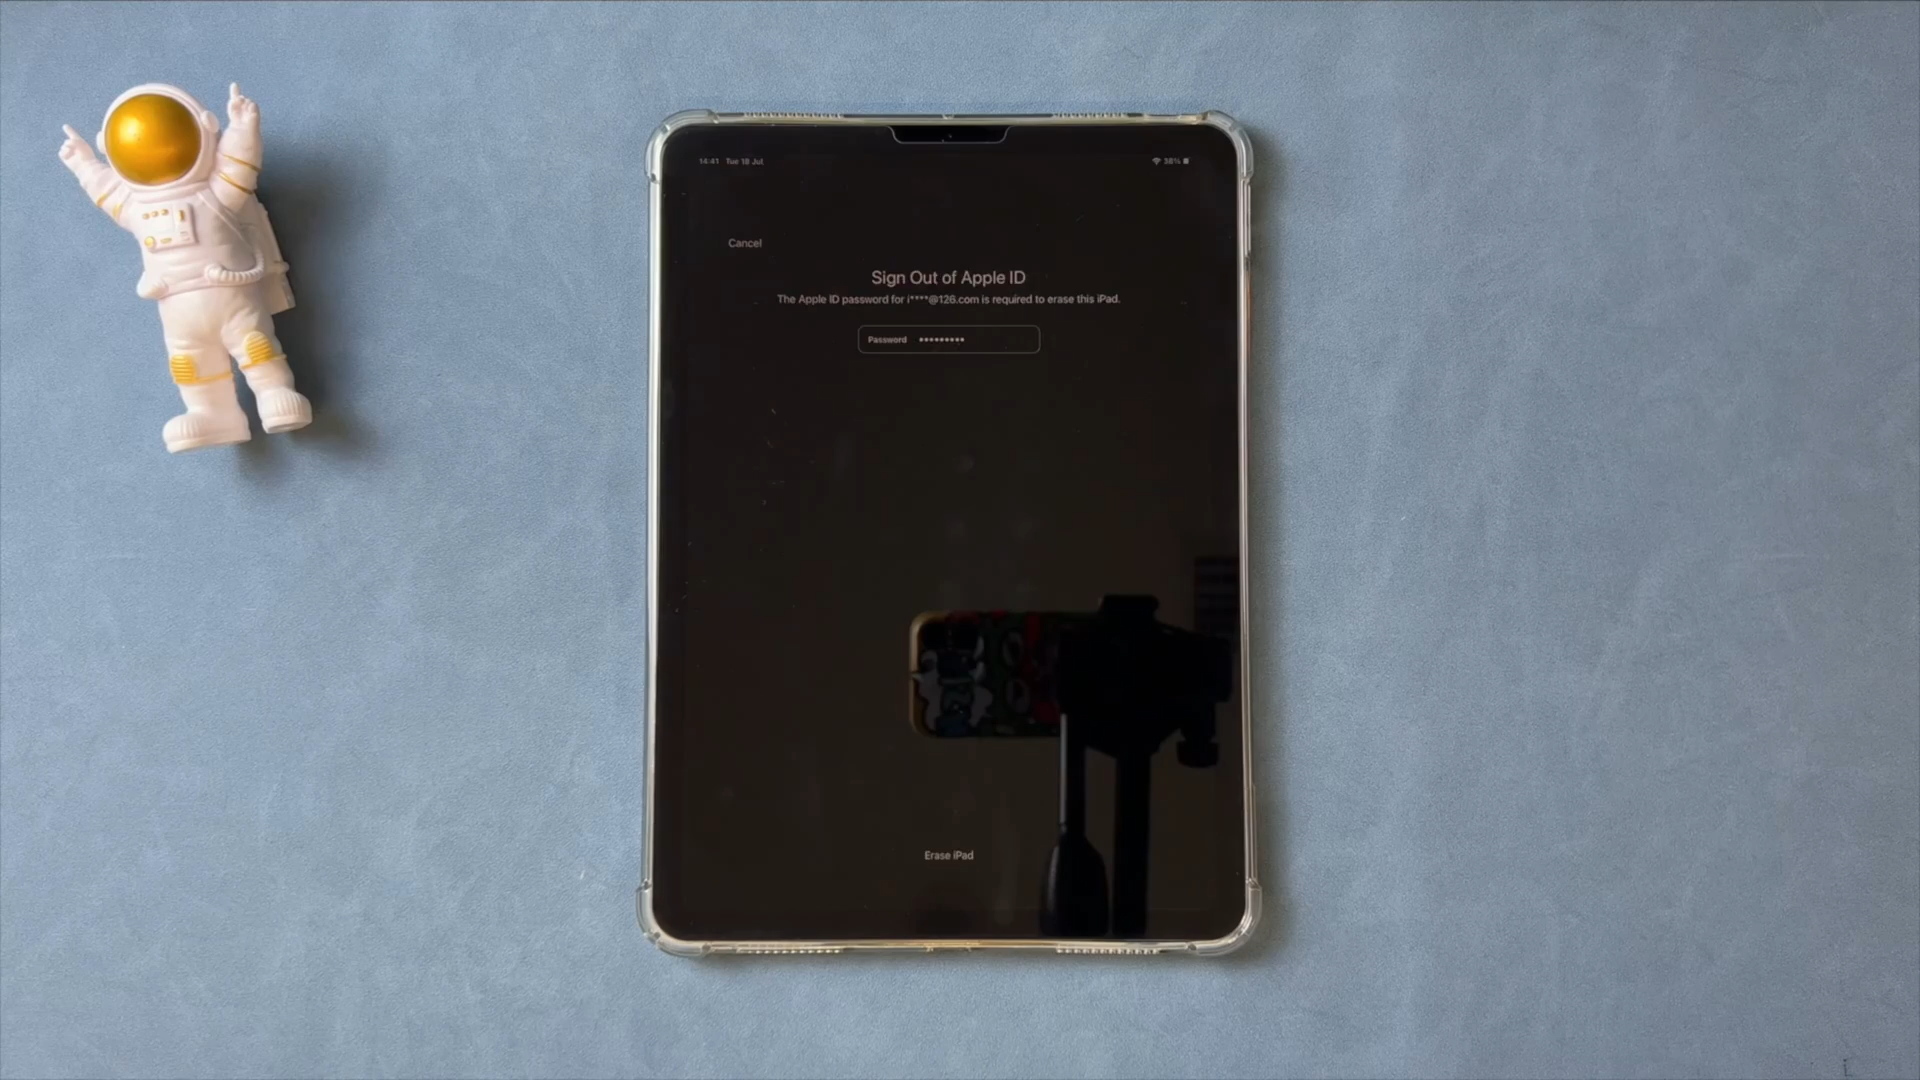 14:41 Tue 18 Jul
Cancel
Sign Out of Apple ID
The Apple ID password for i****@126.com is required to erase this iPad.
Password •••••••••
Erase iPad